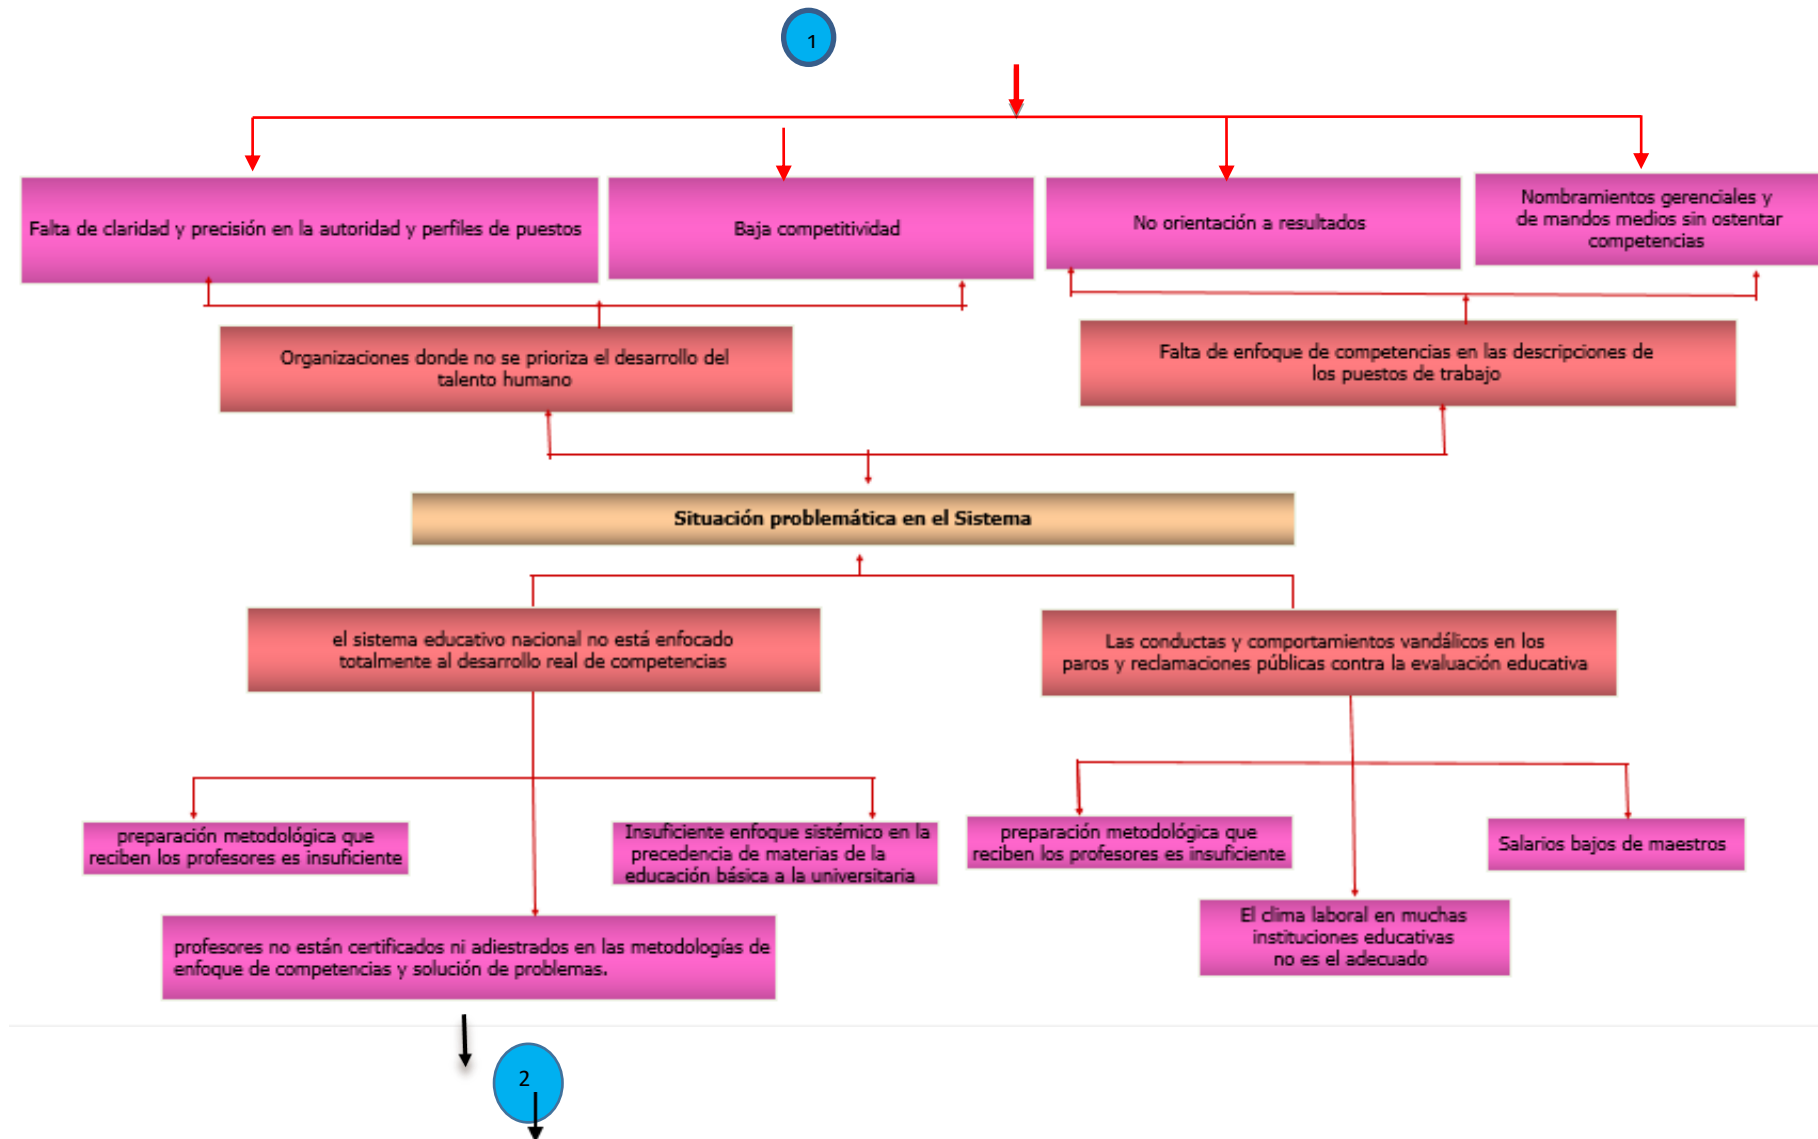 1
Falta de claridad y precisión en la autoridad y perfiles de puestos
Baja competitividad
No orientación a resultados
Nombramientos gerenciales y
de mandos medios sin ostentar
competencias
Organizaciones donde no se prioriza el desarrollo del
talento humano
Falta de enfoque de competencias en las descripciones de
los puestos de trabajo
Situación problemática en el Sistema
el sistema educativo nacional no está enfocado
totalmente al desarrollo real de competencias
Las conductas y comportamientos vandálicos en los
paros y reclamaciones públicas contra la evaluación educativa
preparación metodológica que
reciben los profesores es insuficiente
Insuficiente enfoque sistémico en la
precedencia de materias de la
educación básica a la universitaria
preparación metodológica que
reciben los profesores es insuficiente
Salarios bajos de maestros
profesores no están certificados ni adiestrados en las metodologías de
enfoque de competencias y solución de problemas.
El clima laboral en muchas
instituciones educativas
no es el adecuado
2